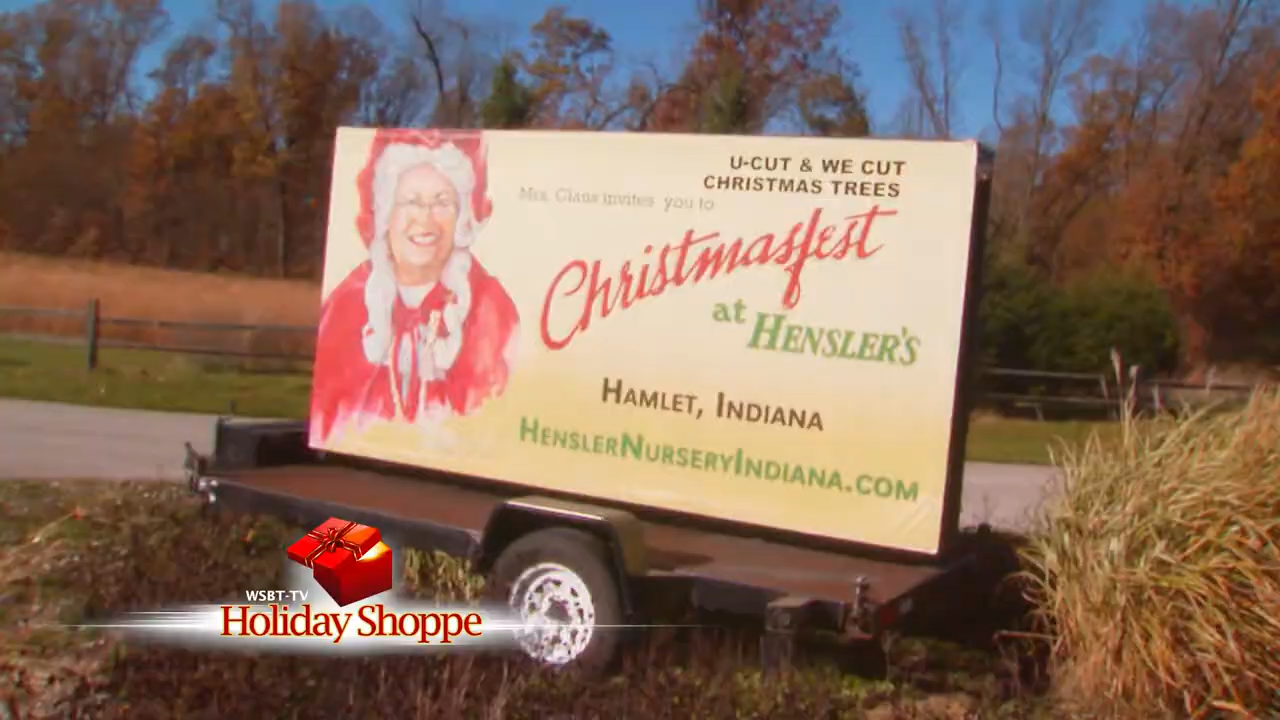 U-CUT & WE CUT
CHRISTMAS TREES
Mrs. Claus invites you to
Christmasfest
at HENSLER'S
HAMLET, INDIANA
HENSLERNURSERYINDIANA.COM
WSBT-TV
Holiday Shoppe